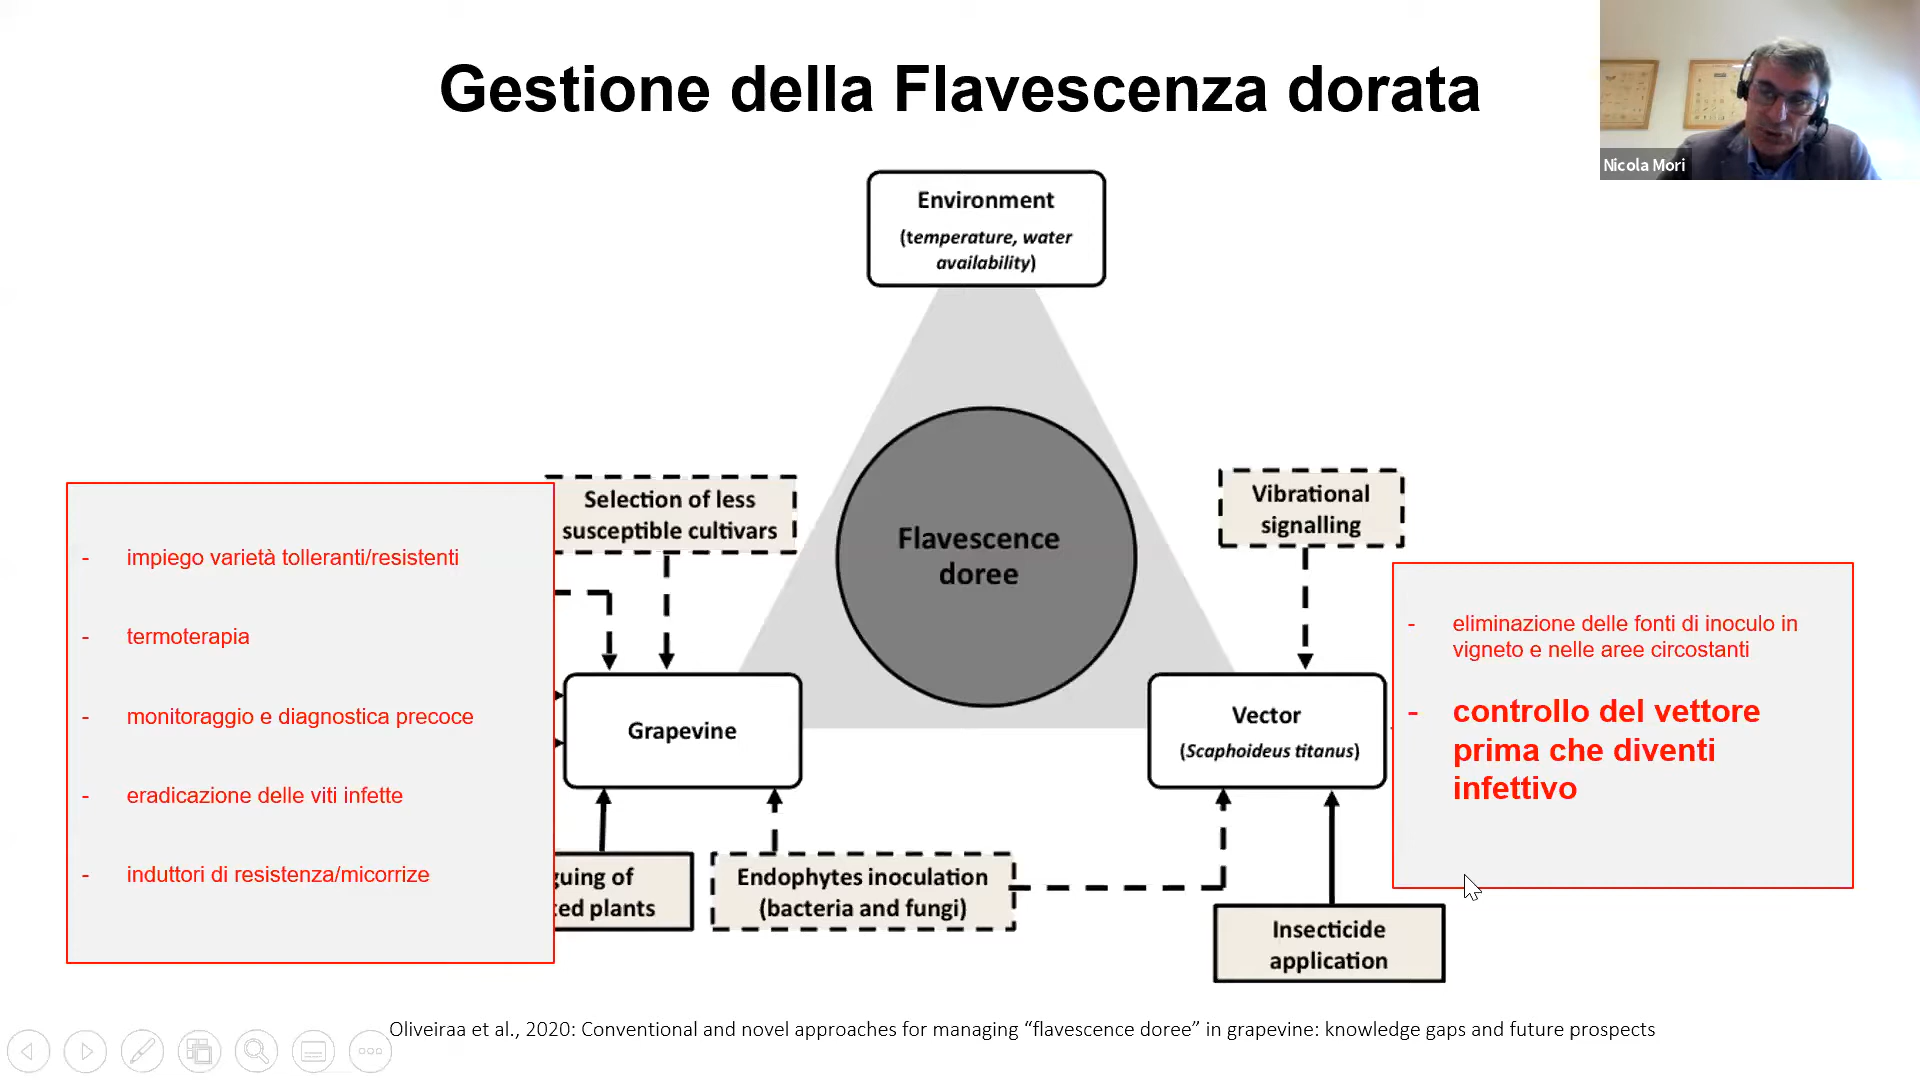 Gestione della Flavescenza dorata
Nicola Mori
Environment
(temperature, water
availability)
Flavescence
doree
Selection of less
susceptible cultivars
Vibrational
signalling
- impiego varietà tolleranti/resistenti
- termoterapia
- monitoraggio e diagnostica precoce
- eradicazione delle viti infette
- induttori di resistenza/micorrize
Grapevine
Vector
(Scaphoideus titanus)
- eliminazione delle fonti di inoculo in
vigneto e nelle aree circostanti
- controllo del vettore
prima che diventi
infettivo
guing of
ted plants
Endophytes inoculation
(bacteria and fungi)
Insecticide
application
Oliveiraa et al., 2020: Conventional and novel approaches for managing “flavescence doree” in grapevine: knowledge gaps and future prospects